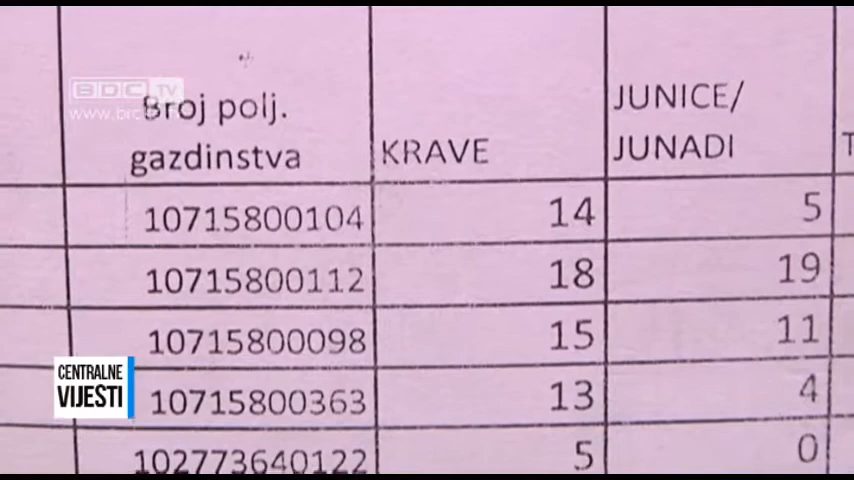 BDC TV
Broj polj.
gazdinstva
KRAVE
JUNICE/
JUNADI
10715800104 14 5
10715800112 18 19
10715800098 15 11
10715800363 13 4
102773640122 5 0
CENTRALNE
VIJESTI